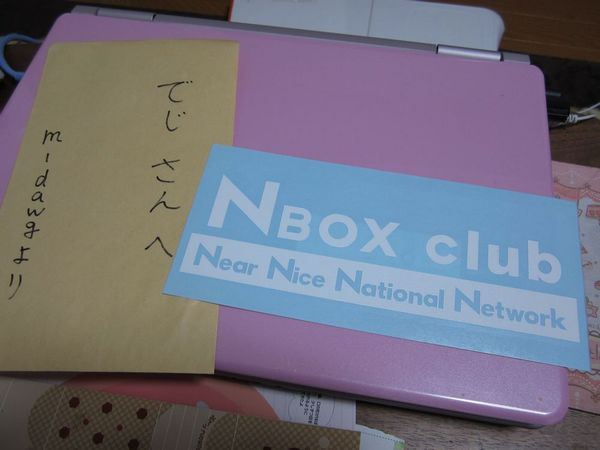 でじさんへ
m-dawgより
NBOX club
Near Nice National Network